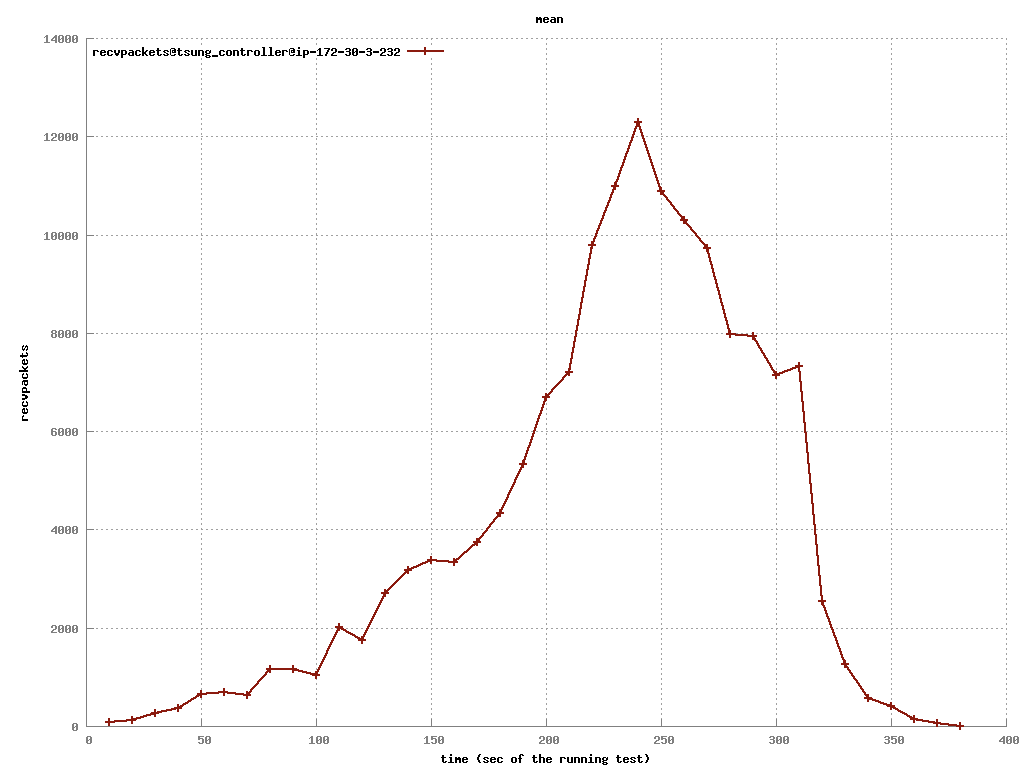 mean
14000
recvpackets@tsung_controller@ip-172-30-3-232
12000
10000
8000
recvpackets
6000
4000
2000
0
0 50 100 150 200 250 300 350 400
time (sec of the running test)